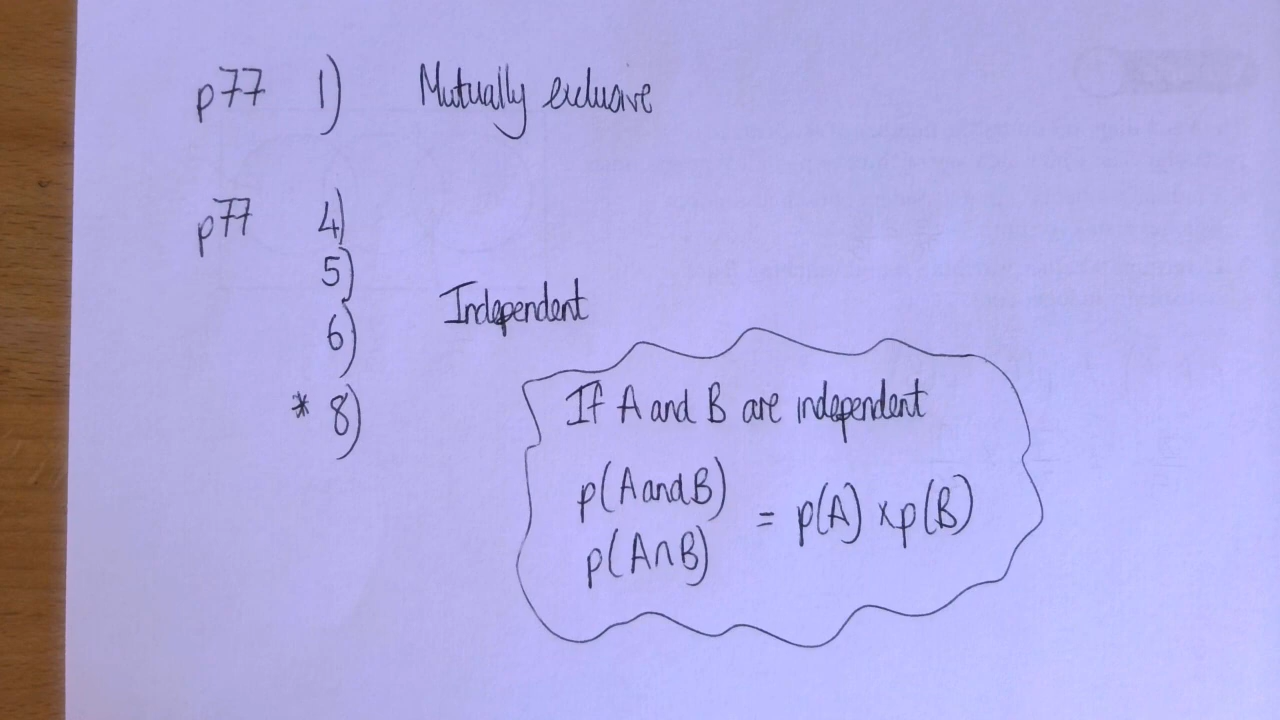 p77 1) Mutually exclusive
p77 4)
5)
Independent
6)
* 8)
If A and B are independent
p(A and B)
= p(A) × p(B)
p(A∩B)